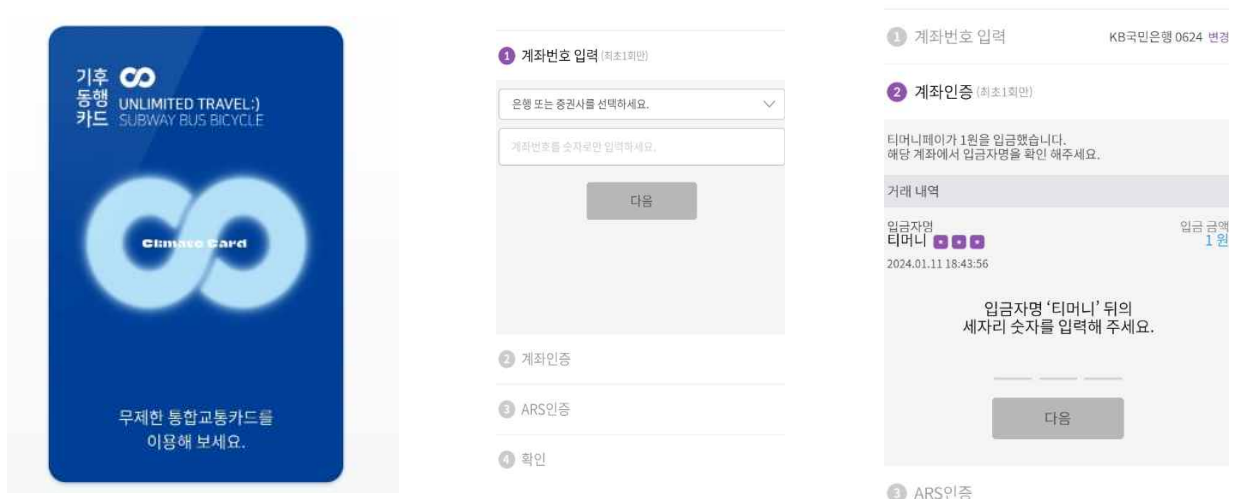 기후
동행
카드
UNLIMITED TRAVEL:)
SUBWAY BUS BICYCLE
Climate Card
무제한 통합교통카드를
이용해 보세요.
1 계좌번호 입력 (최초1회만)
은행 또는 증권사를 선택하세요.
계좌번호를 숫자로만 입력하세요.
다음
2 계좌인증
3 ARS인증
4 확인
1 계좌번호 입력 KB국민은행 0624 변경
2 계좌인증 (최초1회만)
티머니페이가 1원을 입금했습니다.
해당 계좌에서 입금자명을 확인 해주세요.
거래 내역
입금자명 입금 금액
티머니 1 원
2024.01.11 18:43:56
입금자명 ‘티머니’ 뒤의
세자리 숫자를 입력해 주세요.
다음
3 ARS인증